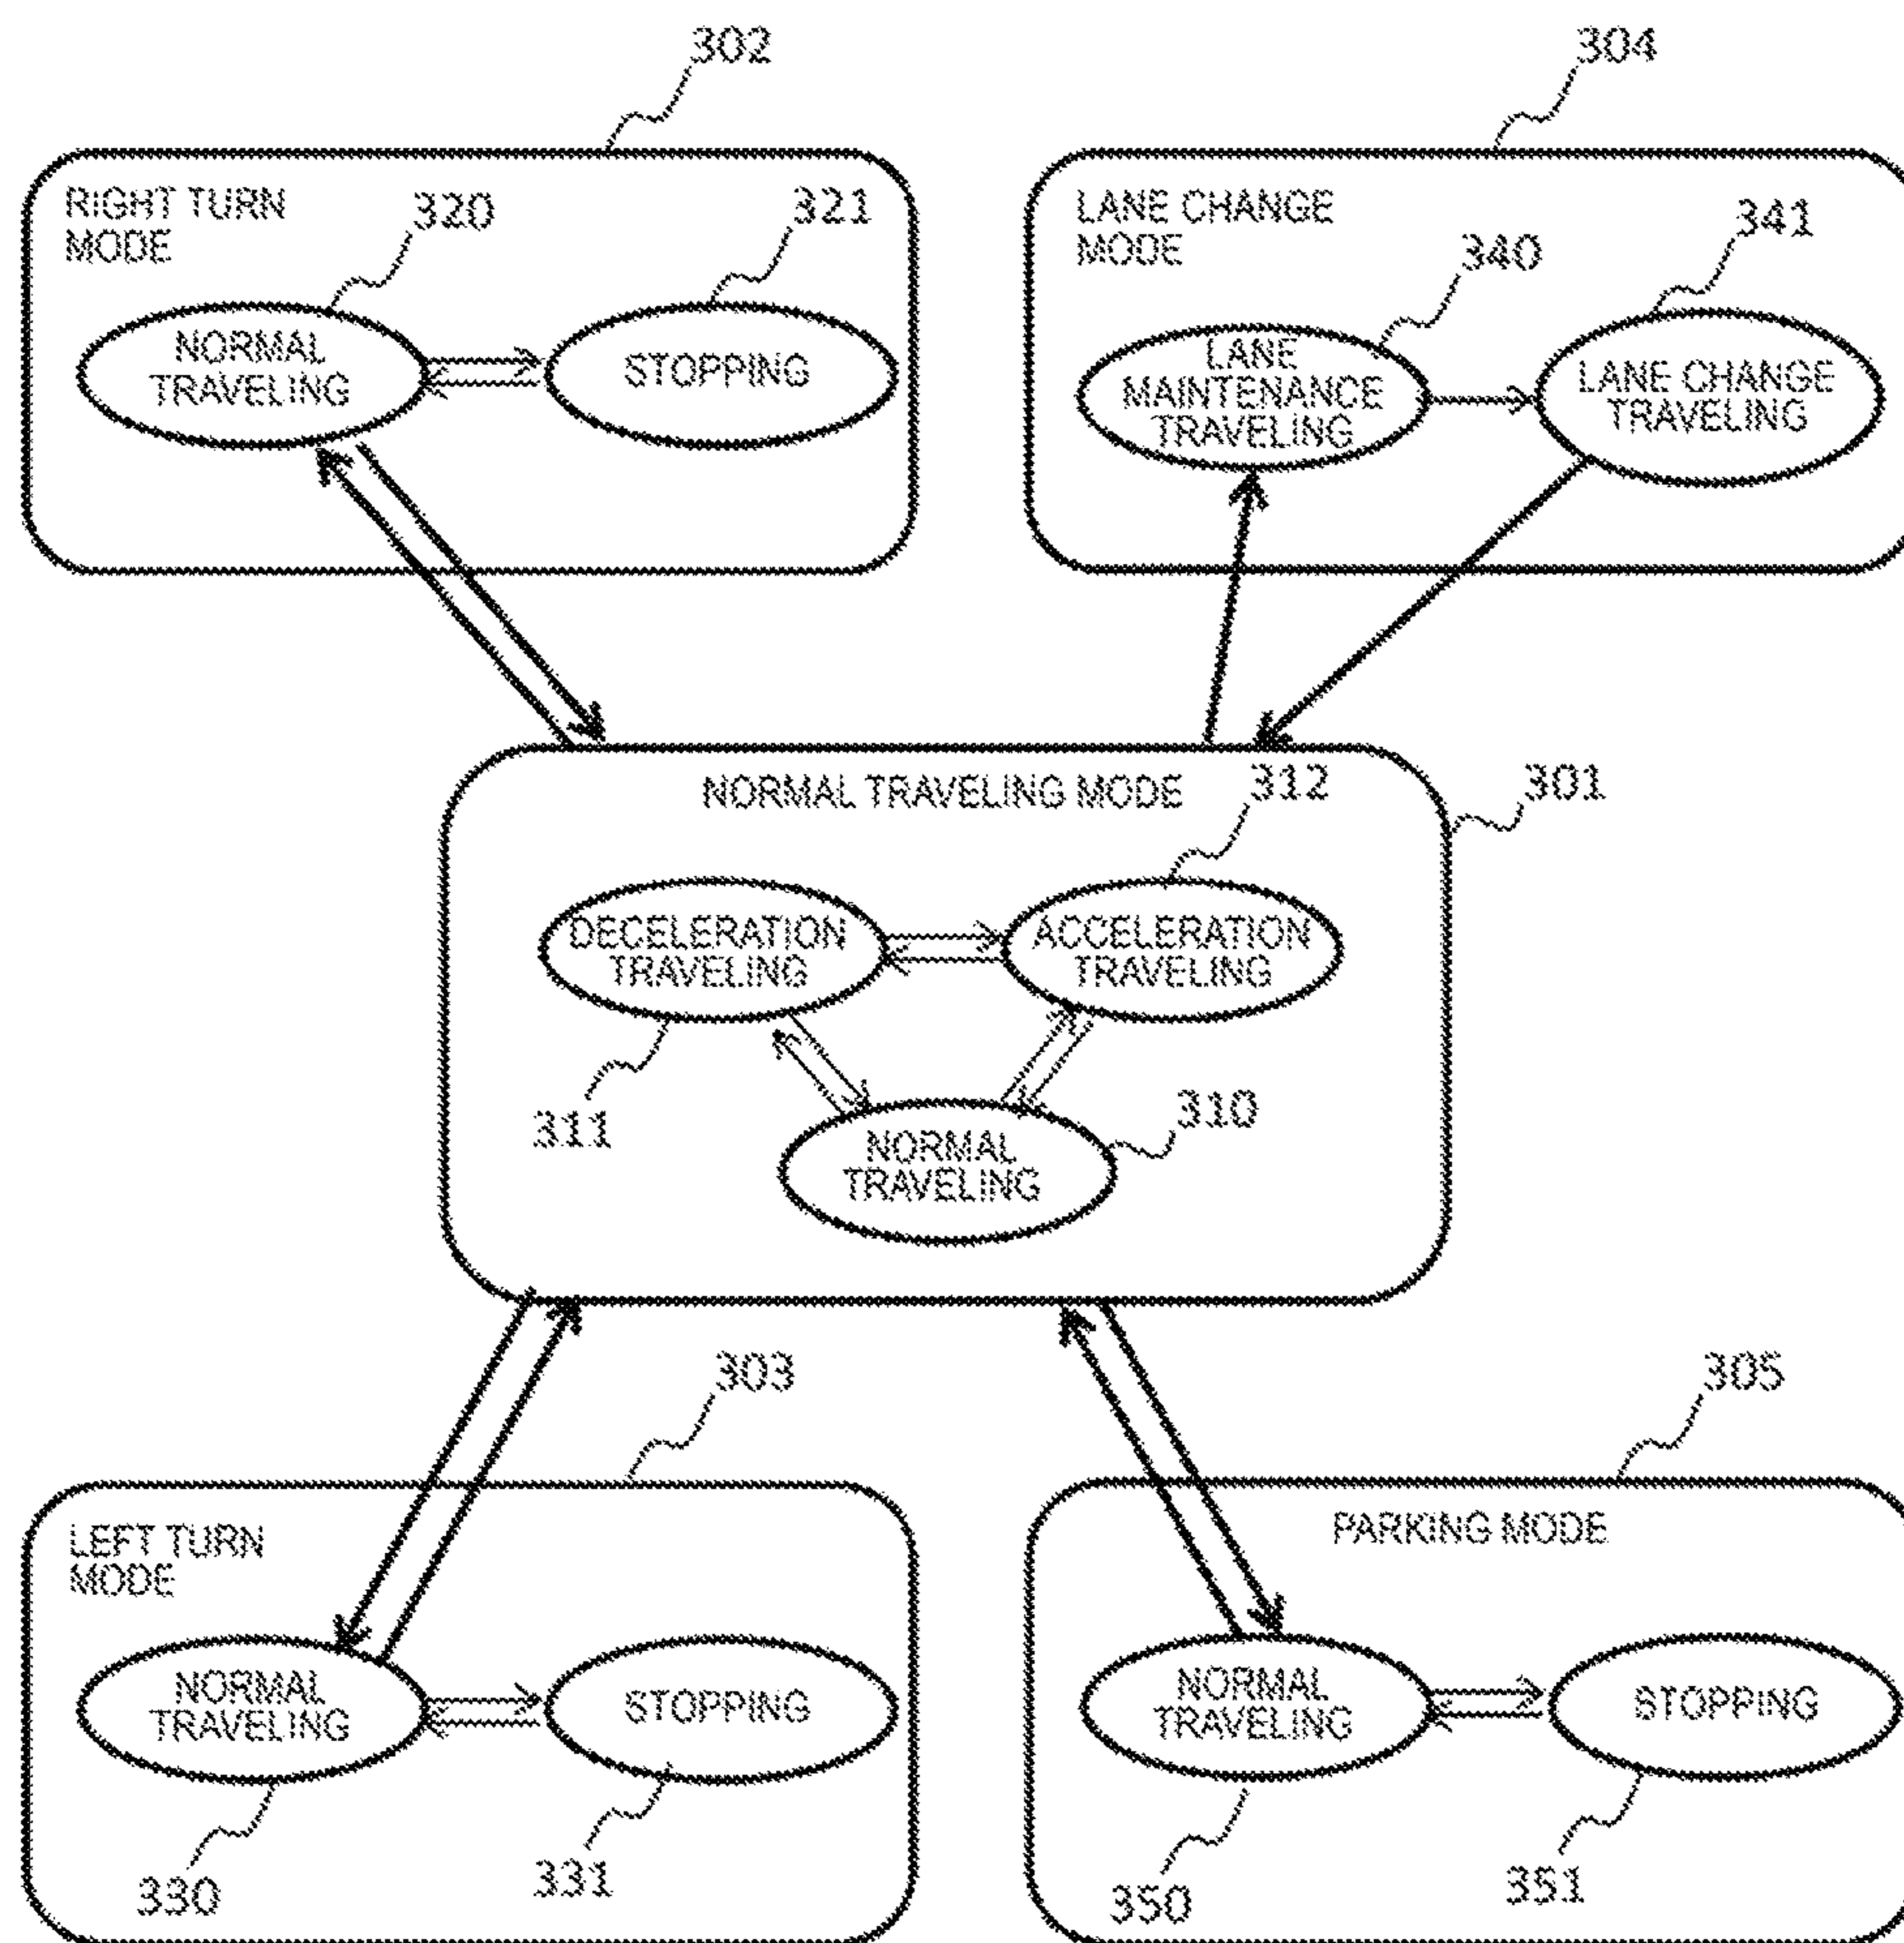 302
304
RIGHT TURN
MODE
320
321
NORMAL
TRAVELING
STOPPING
LANE CHANGE
MODE
340
341
LANE
MAINTENANCE
TRAVELING
LANE CHANGE
TRAVELING
NORMAL TRAVELING MODE
312
301
DECELERATION
TRAVELING
ACCELERATION
TRAVELING
311
310
NORMAL
TRAVELING
303
305
LEFT TURN
MODE
NORMAL
TRAVELING
STOPPING
330
331
PARKING MODE
NORMAL
TRAVELING
STOPPING
350
351